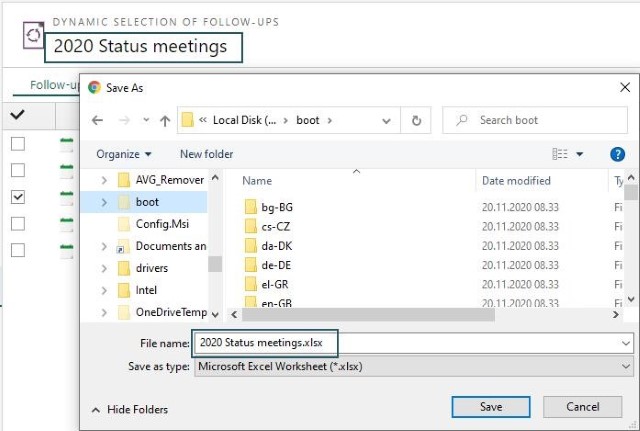 DYNAMIC SELECTION OF FOLLOW-UPS
2020 Status meetings
Follow-up
Save As
Local Disk (... > boot >
Search boot
Organize
New folder
Name
Date modified
Ty
AVG_Remover
boot
Config.Msi
Documents an
drivers
Intel
OneDriveTemp
bg-BG 20.11.2020 08.33 Fi
cs-CZ 20.11.2020 08.33 Fi
da-DK 20.11.2020 08.33 Fi
de-DE 20.11.2020 08.33 Fi
el-GR 20.11.2020 08.33 Fi
en-GB 20.11.2020 08.33 Fi
File name: 2020 Status meetings.xlsx
Save as type: Microsoft Excel Worksheet (*.xlsx)
Hide Folders
Save
Cancel